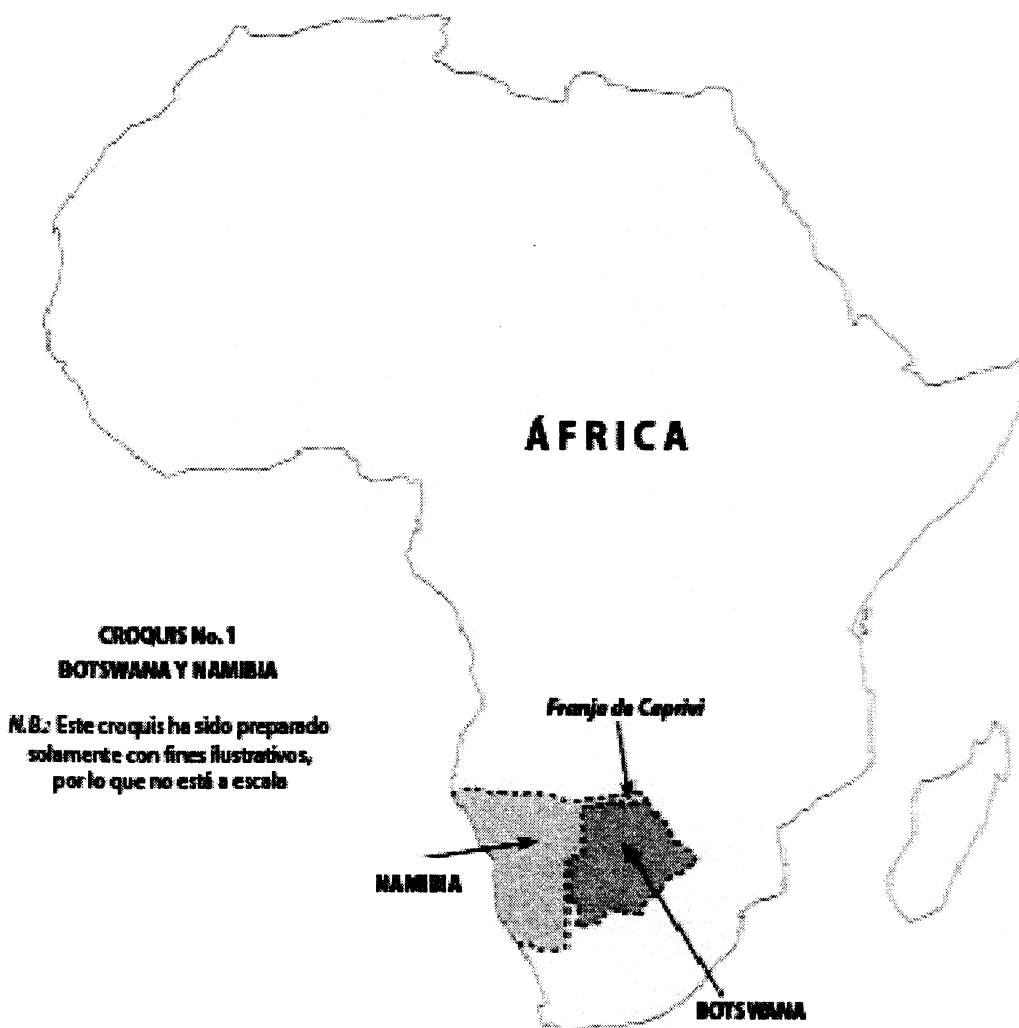 ÁFRICA
CROQUIS No. 1
BOTSWANA Y NAMIBIA
N.B.: Este croquis ha sido preparado
solamente con fines ilustrativos,
por lo que no está a escala
Franja de Caprivi
NAMIBIA
BOTSWANA